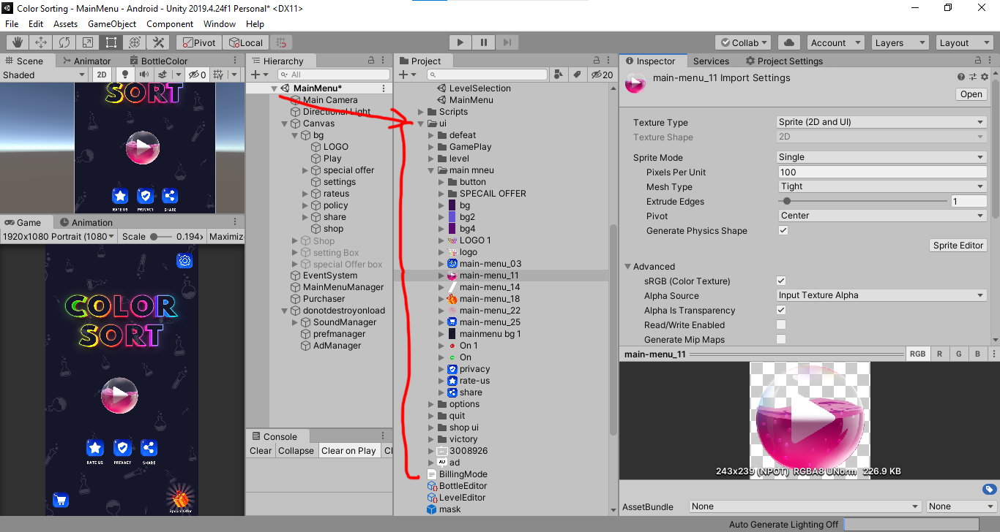 Color Sorting - MainMenu - Android - Unity 2019.4.24f1 Personal* <DX11>
File Edit Assets GameObject Component Window Help
Pivot Local Collab Account Layers Layout
Scene Animator BottleColor
Shaded 2D 0
SORT
RATE US PRIVACY SHARE
Game Animation
1920x1080 Portrait (1080 Scale 0.194x Maximiz
COLOR
SORT
RATE US PRIVACY SHARE
Special Offer
Hierarchy
All
MainMenu*
Main Camera
Directional Light
Canvas
bg
LOGO
Play
special offer
settings
rateus
policy
share
shop
Shop
setting Box
special Offer box
EventSystem
MainMenuManager
Purchaser
donotdestroyonload
SoundManager
prefmanager
AdManager
Console
Clear Collapse Clear on Play Cl
Project
20
LevelSelection
MainMenu
Scripts
ui
defeat
GamePlay
level
main mneu
button
SPECAIL OFFER
bg
bg2
bg4
LOGO 1
logo
main-menu_03
main-menu_11
main-menu_14
main-menu_18
main-menu_22
main-menu_25
mainmenu bg 1
On 1
On
privacy
rate-us
share
options
quit
shop ui
victory
3008926
AD ad
BillingMode
BottleEditor
LevelEditor
mask
Inspector Services Project Settings
main-menu_11 Import Settings
Open
Texture Type Sprite (2D and UI)
Texture Shape 2D
Sprite Mode Single
Pixels Per Unit 100
Mesh Type Tight
Extrude Edges 1
Pivot Center
Generate Physics Shape
Sprite Editor
Advanced
sRGB (Color Texture)
Alpha Source Input Texture Alpha
Alpha Is Transparency
Read/Write Enabled
Generate Mip Maps
main-menu_11 RGB R G B
243x239 (NPOT) RGBA8 UNorm 226.9 KB
AssetBundle None None
Auto Generate Lighting Off